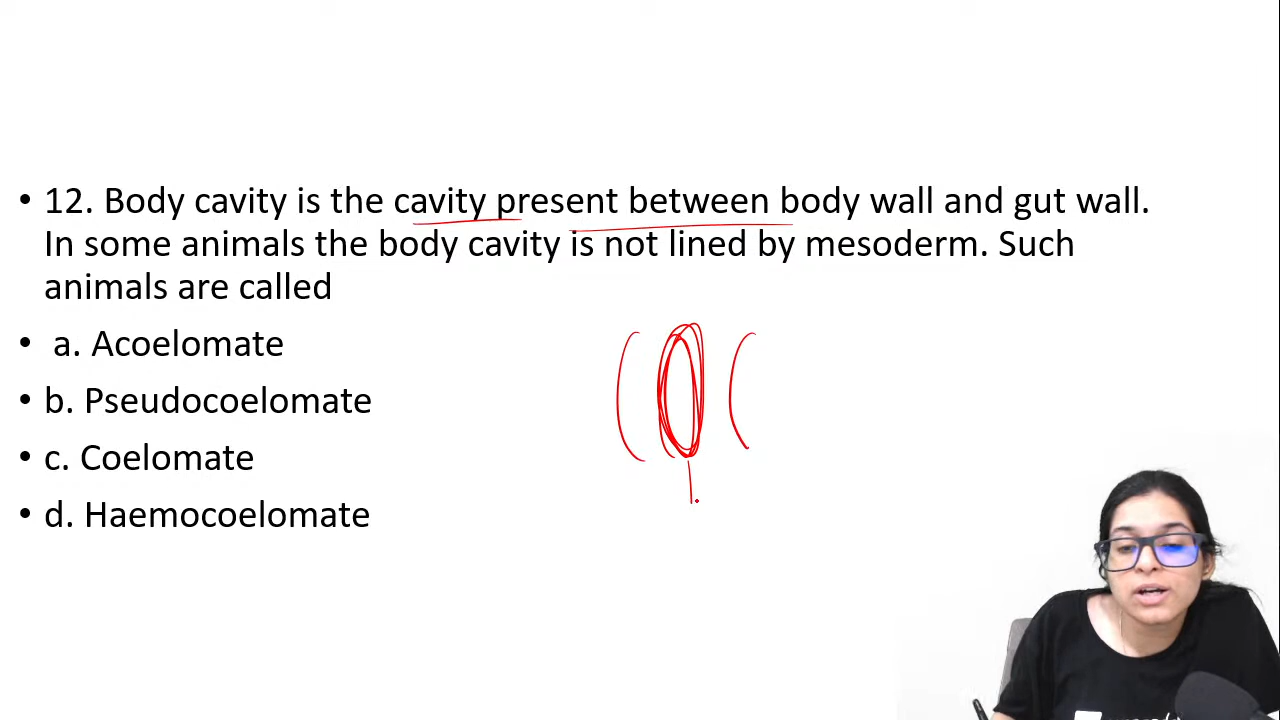 • 12. Body cavity is the cavity present between body wall and gut wall.
In some animals the body cavity is not lined by mesoderm. Such
animals are called
• a. Acoelomate
• b. Pseudocoelomate
• c. Coelomate
• d. Haemocoelomate